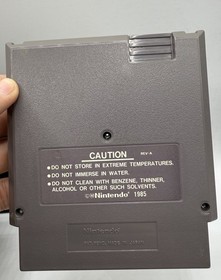 CAUTION REV-A
•DO NOT STORE IN EXTREME TEMPERATURES.
•DO NOT IMMERSE IN WATER.
•DO NOT CLEAN WITH BENZENE, THINNER,
ALCOHOL OR OTHER SUCH SOLVENTS.
©®Nintendo® 1985